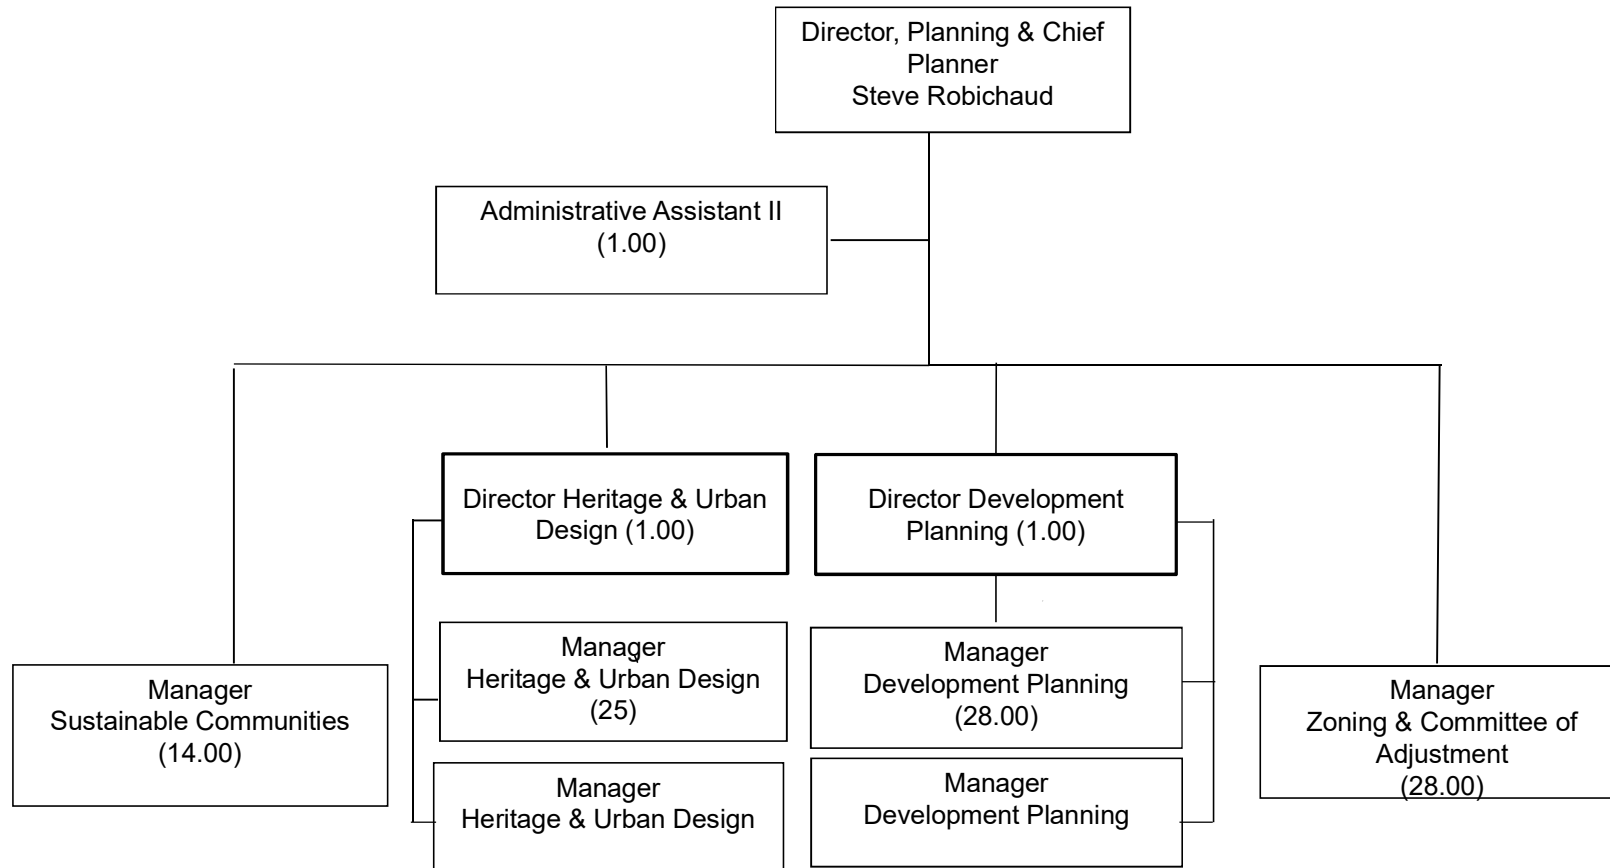 Director, Planning & Chief
Planner
Steve Robichaud
Administrative Assistant II
(1.00)
Director Heritage & Urban
Design (1.00)
Director Development
Planning (1.00)
Manager
Sustainable Communities
(14.00)
Manager
Heritage & Urban Design
(25)
Manager
Heritage & Urban Design
Manager
Development Planning
(28.00)
Manager
Development Planning
Manager
Zoning & Committee of
Adjustment
(28.00)